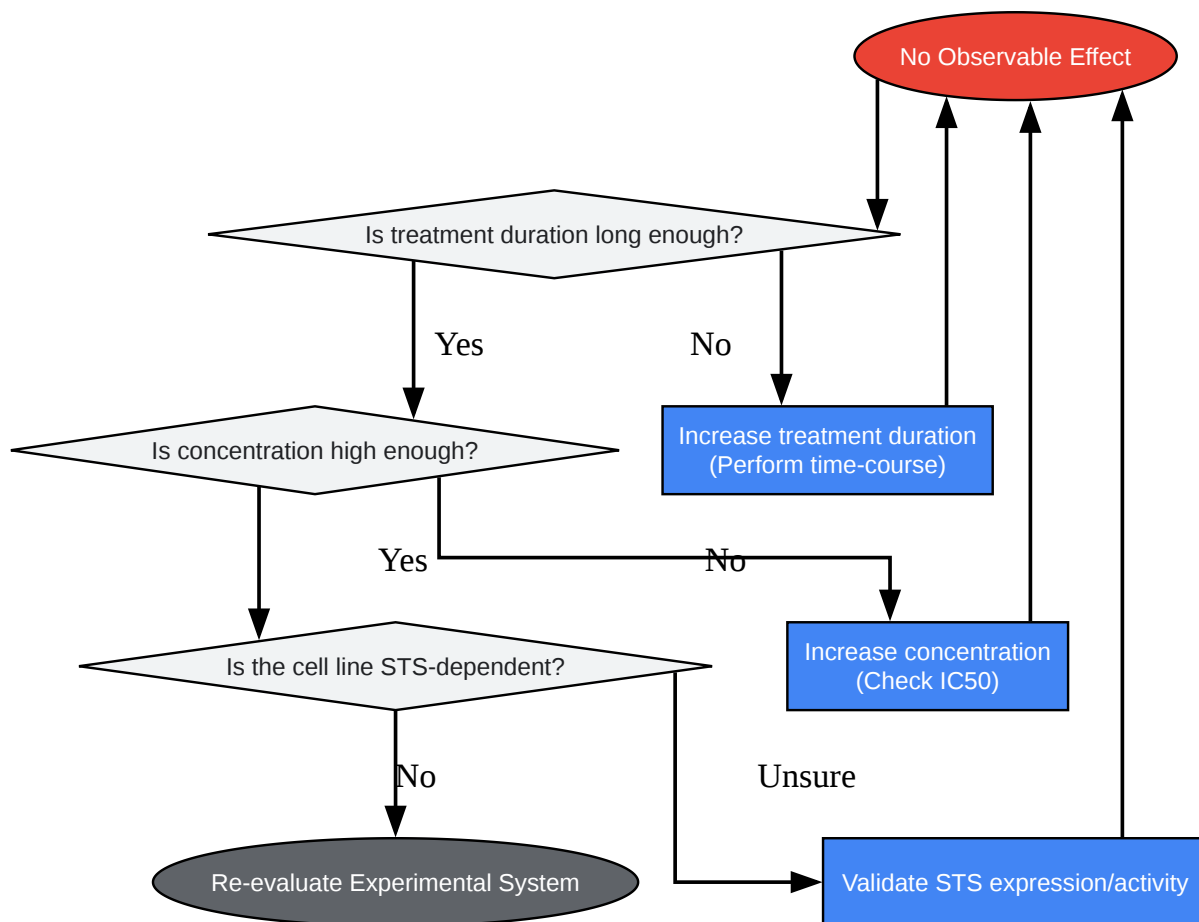 No Observable Effect
Is treatment duration long enough?
Yes
No
Is concentration high enough?
Increase treatment duration
(Perform time-course)
Yes
No
Is the cell line STS-dependent?
Increase concentration
(Check IC50)
No
Unsure
Re-evaluate Experimental System
Validate STS expression/activity